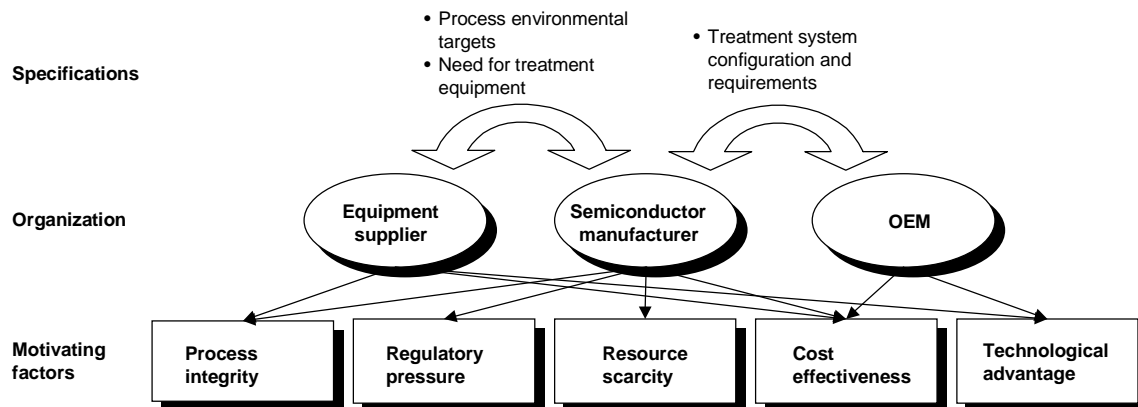 • Process environmental
targets
• Need for treatment
equipment
• Treatment system
configuration and
requirements
Specifications
Organization
Equipment
supplier
Semiconductor
manufacturer
OEM
Motivating
factors
Process
integrity
Regulatory
pressure
Resource
scarcity
Cost
effectiveness
Technological
advantage